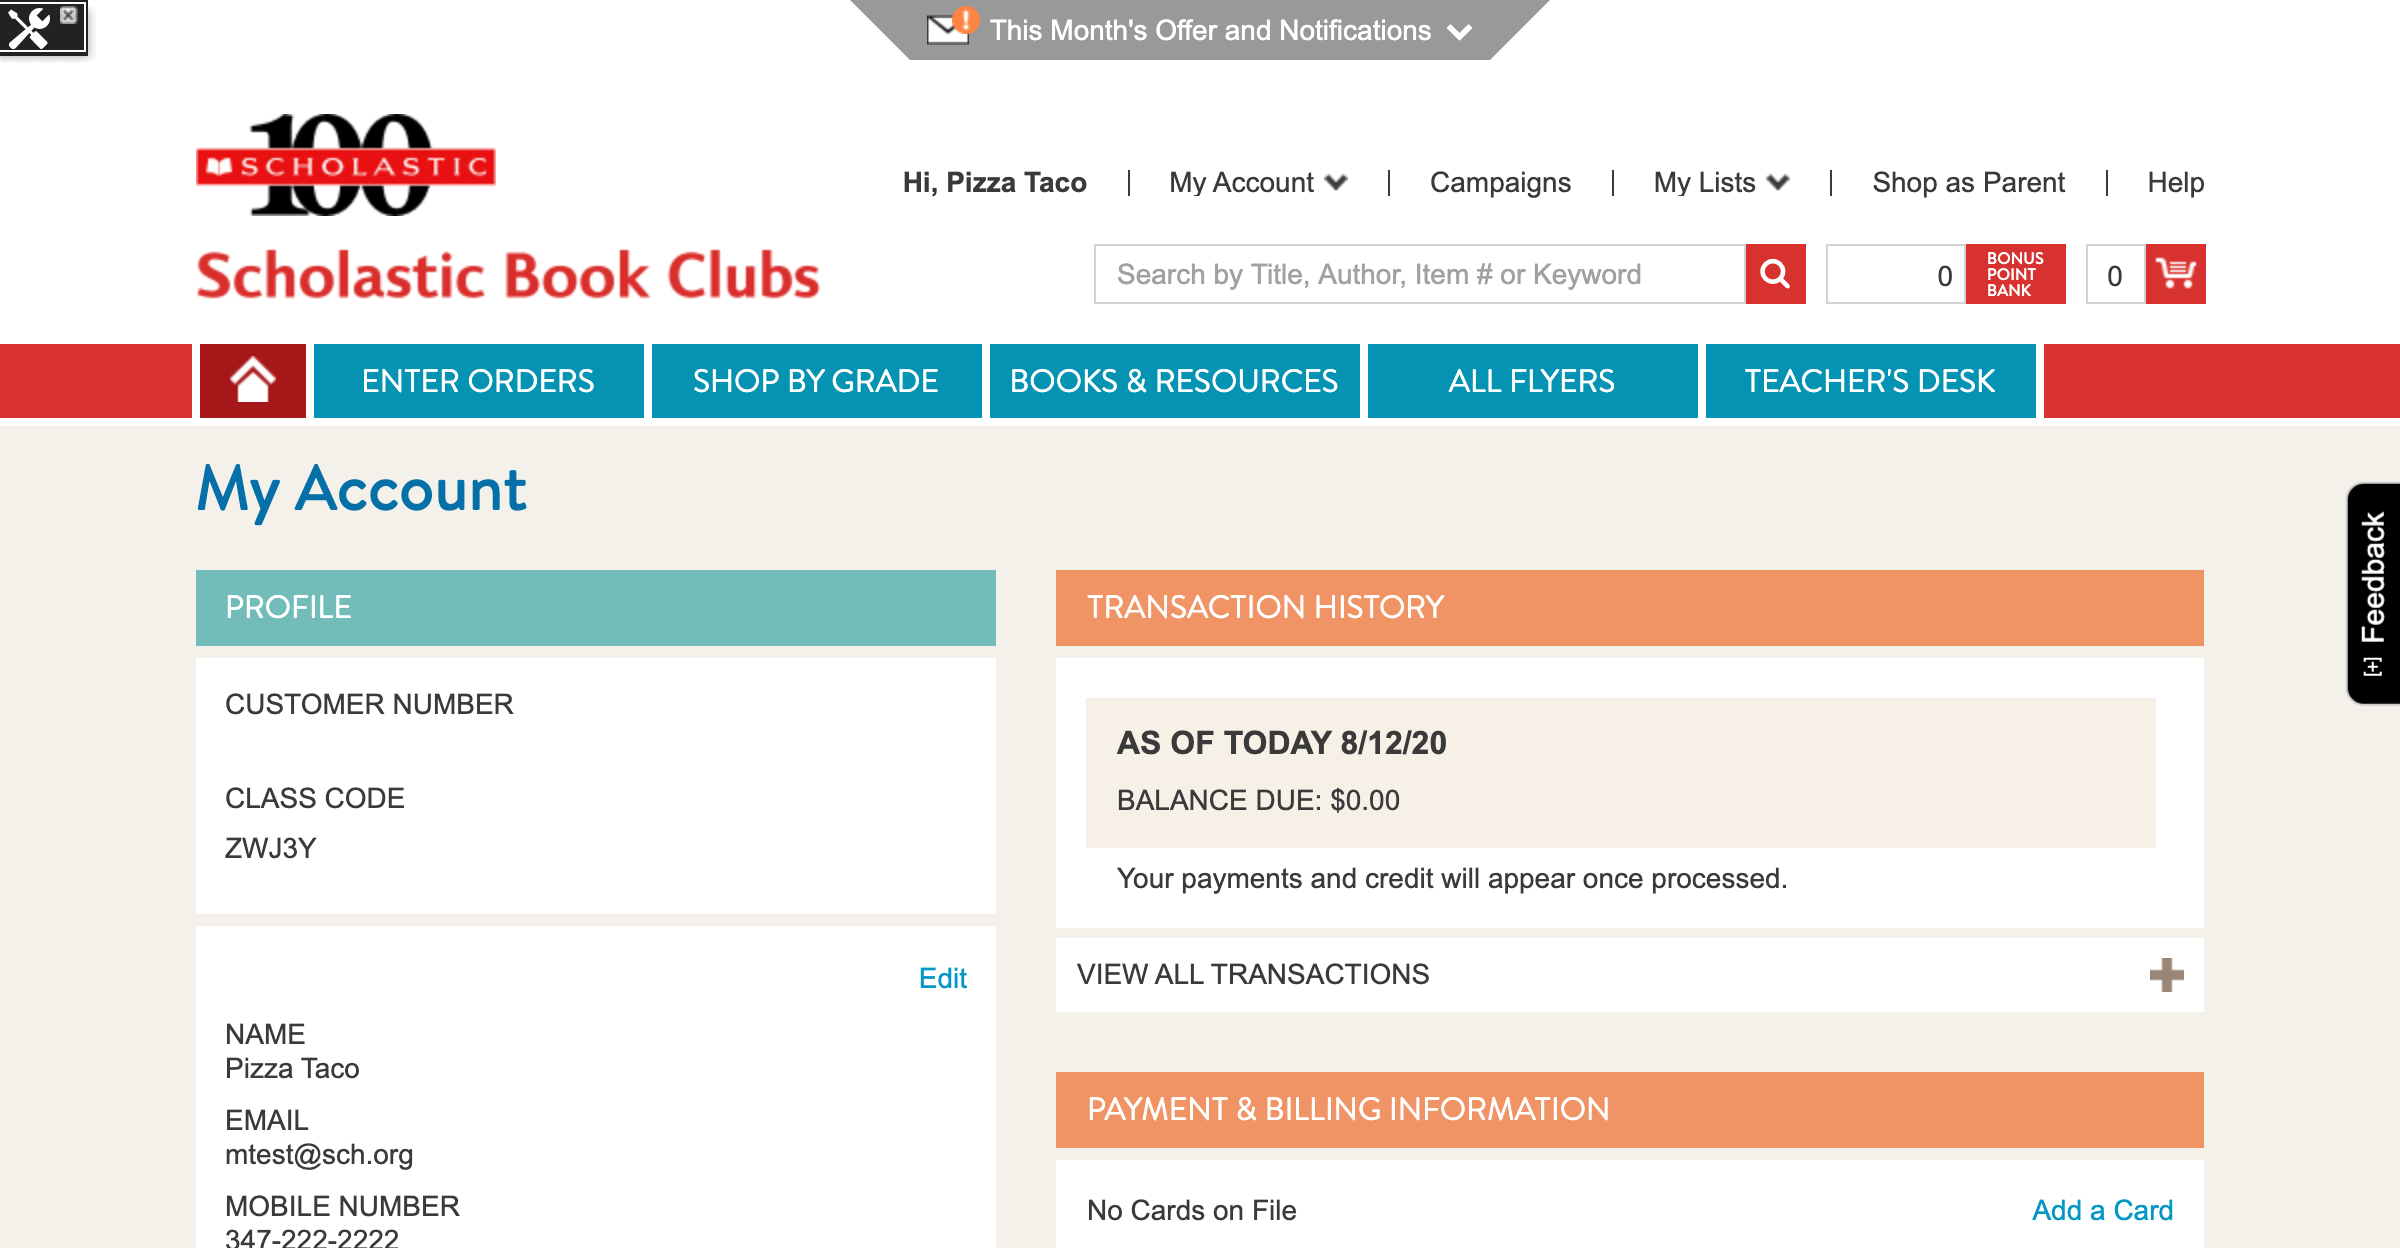 This Month's Offer and Notifications
100
SCHOLASTIC
Scholastic Book Clubs
Hi, Pizza Taco | My Account | Campaigns | My Lists | Shop as Parent | Help
Search by Title, Author, Item # or Keyword
0
BONUS
POINT
BANK
0
ENTER ORDERS
SHOP BY GRADE
BOOKS & RESOURCES
ALL FLYERS
TEACHER'S DESK
My Account
PROFILE
CUSTOMER NUMBER
CLASS CODE
ZWJ3Y
Edit
NAME
Pizza Taco
EMAIL
mtest@sch.org
MOBILE NUMBER
347-222-2222
TRANSACTION HISTORY
AS OF TODAY 8/12/20
BALANCE DUE: $0.00
Your payments and credit will appear once processed.
VIEW ALL TRANSACTIONS
PAYMENT & BILLING INFORMATION
No Cards on File
Add a Card
[+] Feedback